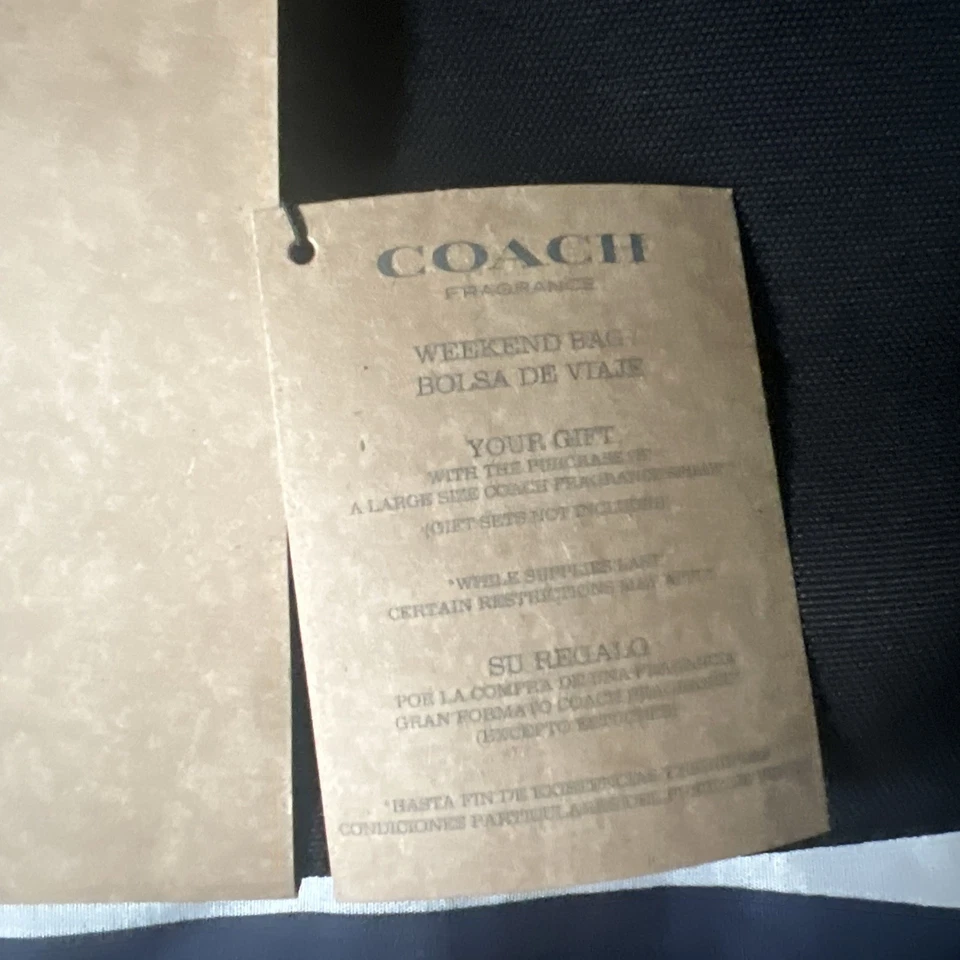 COACH
FRAGRANCE
WEEKEND BAG
BOLSA DE VIAJE
YOUR GIFT
WITH THE PURCHASE OF
A LARGE SIZE COACH FRAGRANCE
(GIFT SETS NOT INCLUDED)
*WHILE SUPPLIES LAST
CERTAIN RESTRICTIONS MAY APPLY
SU REGALO
POR LA COMPRA DE UNA FRAGANCIA
GRAN FORMATO COACH
(EXCEPTO ESTUCHES)
*HASTA FIN DE EXISTENCIAS
CONDICIONES PARTICULARES DEL